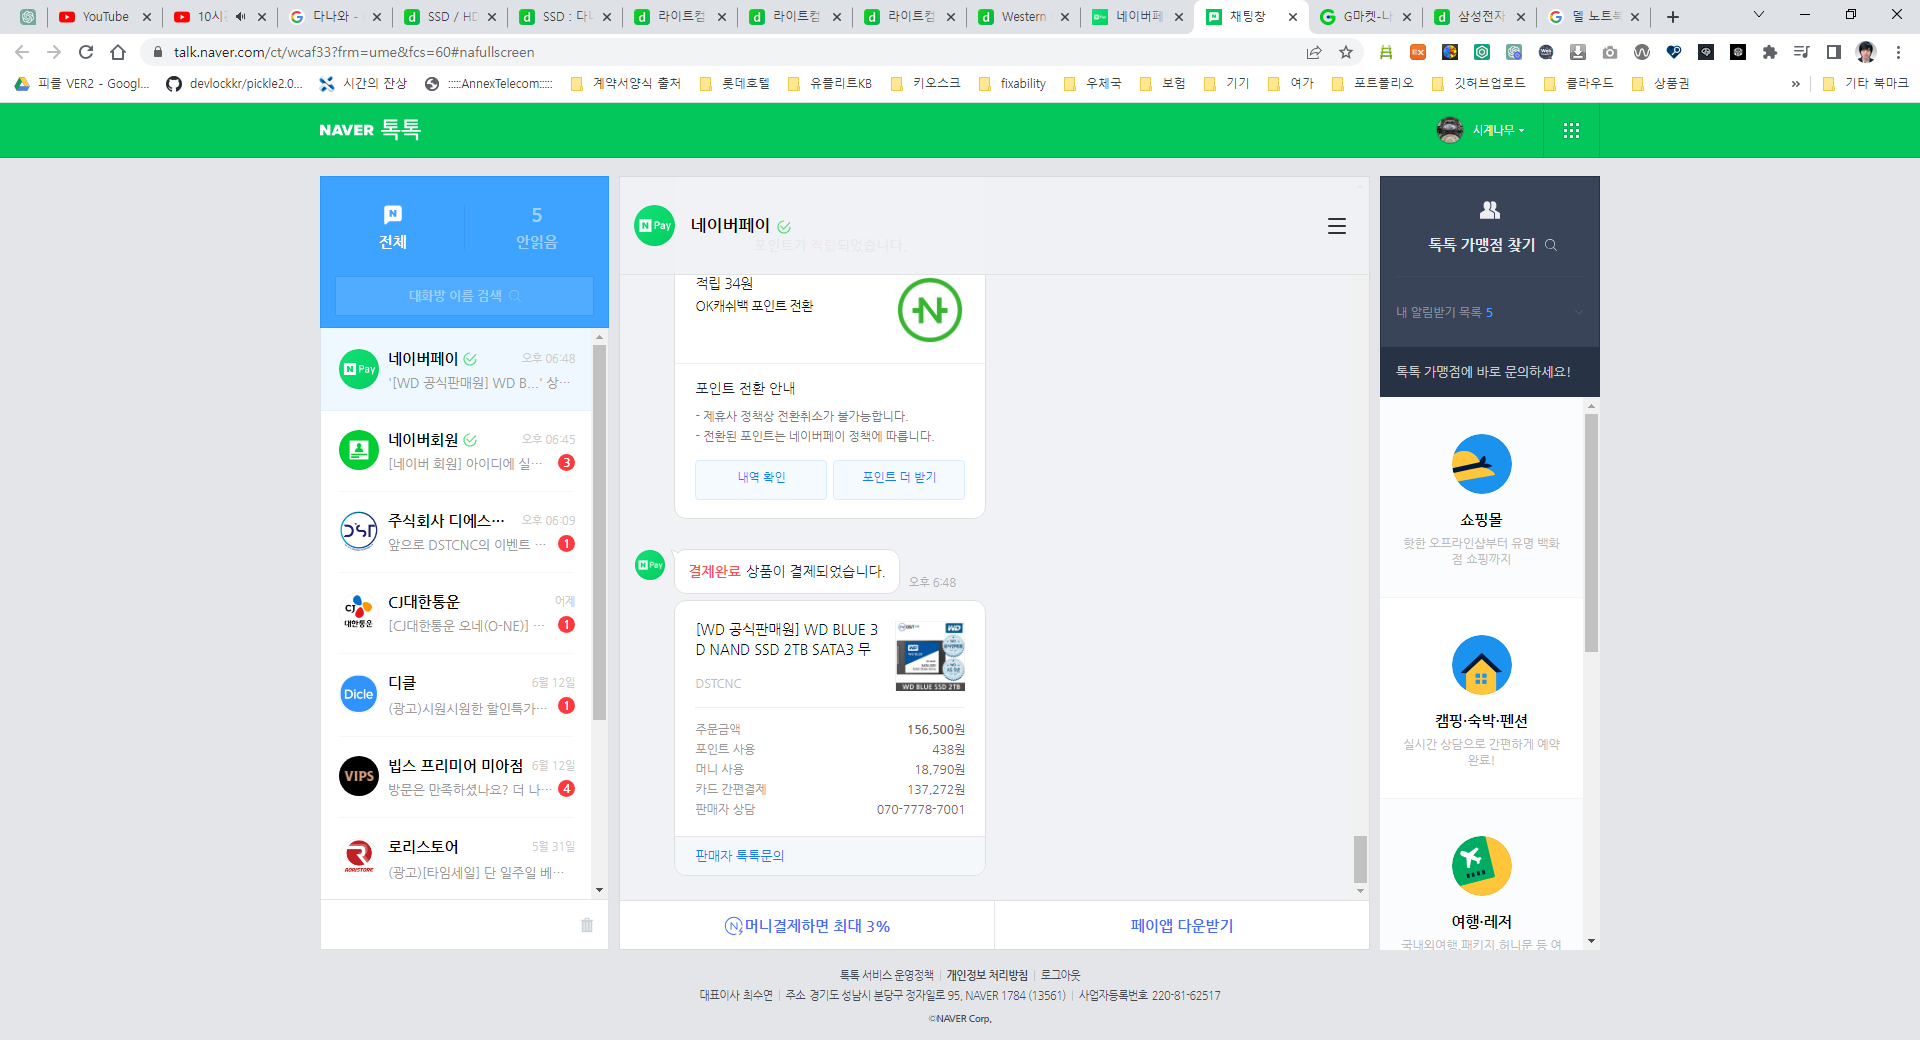 YouTube
10시간
다나와 -
SSD / HD
SSD : 다나
라이트컴
라이트컴
라이트컴
Western
네이버페
채팅창
G마켓-나
삼성전자
델 노트북
talk.naver.com/ct/wcaf33?frm=ume&fcs=60#nafullscreen
피클 VER2 - Googl...
devlockkr/pickle2.0...
시간의 잔상
:::::AnnexTelecom:::::
계약서양식 출처
롯데호텔
유플리트KB
키오스크
fixability
우체국
보험
기기
여가
포트폴리오
깃허브업로드
클라우드
상품권
»
기타 북마크
NAVER 톡톡
시계나무
전체
5
안읽음
대화방 이름 검색
네이버페이
오후 06:48
'[WD 공식판매원] WD B...' 상…
네이버회원
오후 06:45
[네이버 회원] 아이디에 실…
3
주식회사 디에스…
오후 06:09
앞으로 DSTCNC의 이벤트 …
1
CJ대한통운
어제
[CJ대한통운 오네(O-NE)] …
1
디클
6월 12일
(광고)시원시원한 할인특가…
1
빕스 프리미어 미아점
6월 12일
방문은 만족하셨나요? 더 나…
4
로리스토어
5월 31일
(광고)[타임세일] 단 일주일 베…
N Pay
네이버페이
포인트가 적립되었습니다.
적립 34원
OK캐쉬백 포인트 전환
포인트 전환 안내
- 제휴사 정책상 전환취소가 불가능합니다.
- 전환된 포인트는 네이버페이 정책에 따릅니다.
내역 확인
포인트 더 받기
결제완료 상품이 결제되었습니다.
오후 6:48
[WD 공식판매원] WD BLUE 3
D NAND SSD 2TB SATA3 무
DSTCNC
WD BLUE SSD 2TB
주문금액 156,500원
포인트 사용 438원
머니 사용 18,790원
카드 간편결제 137,272원
판매자 상담 070-7778-7001
판매자 톡톡문의
머니결제하면 최대 3%
페이앱 다운받기
톡톡 가맹점 찾기
내 알림받기 목록 5
톡톡 가맹점에 바로 문의하세요!
쇼핑몰
핫한 오프라인샵부터 유명 백화
점 쇼핑까지
캠핑·숙박·펜션
실시간 상담으로 간편하게 예약
완료!
여행·레저
국내외여행,패키지,허니문 등 여
톡톡 서비스 운영정책 | 개인정보 처리방침 | 로그아웃
대표이사 최수연 | 주소 경기도 성남시 분당구 정자일로 95, NAVER 1784 (13561) | 사업자등록번호 220-81-62517
©NAVER Corp.